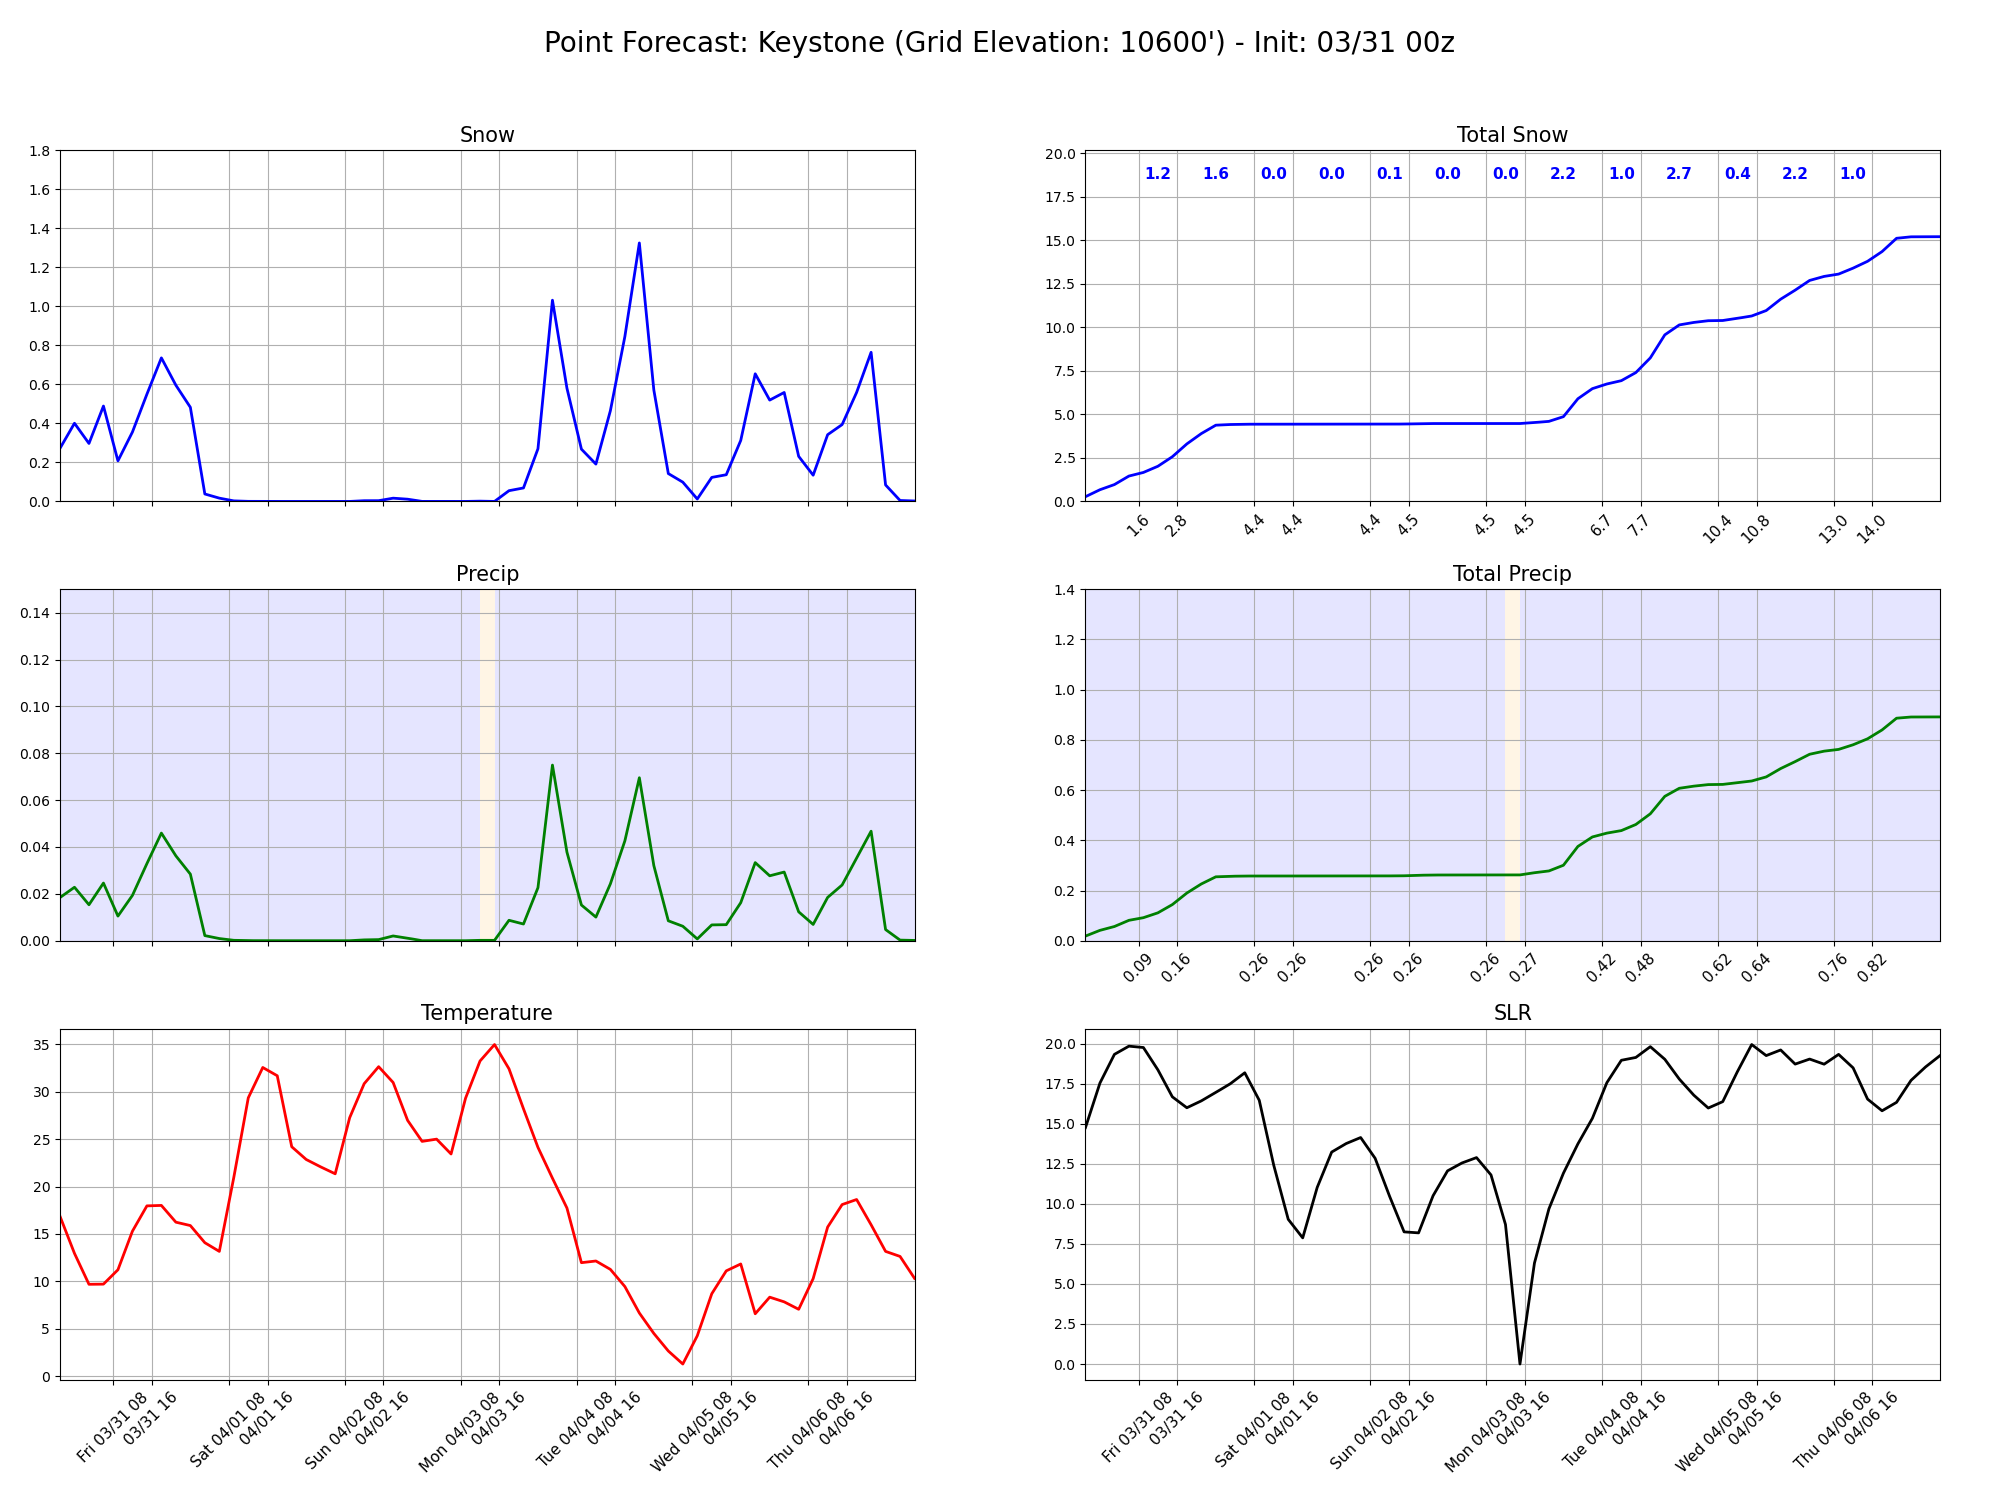 Point Forecast: Keystone (Grid Elevation: 10600') - Init: 03/31 00z
Snow
1.8
1.6
1.4
1.2
1.0
0.8
0.6
0.4
0.2
0.0
Total Snow
20.0
17.5
15.0
12.5
10.0
7.5
5.0
2.5
0.0
1.2 1.6 0.0 0.0 0.1 0.0 0.0 2.2 1.0 2.7 0.4 2.2 1.0
1.6 2.8 4.4 4.4 4.4 4.5 4.5 4.5 6.7 7.7 10.4 10.8 13.0 14.0
Precip
0.14
0.12
0.10
0.08
0.06
0.04
0.02
0.00
Total Precip
1.4
1.2
1.0
0.8
0.6
0.4
0.2
0.0
0.09 0.16 0.26 0.26 0.26 0.26 0.26 0.27 0.42 0.48 0.62 0.64 0.76 0.82
Temperature
35
30
25
20
15
10
5
0
Fri 03/31 08
03/31 16
Sat 04/01 08
04/01 16
Sun 04/02 08
04/02 16
Mon 04/03 08
04/03 16
Tue 04/04 08
04/04 16
Wed 04/05 08
04/05 16
Thu 04/06 08
04/06 16
SLR
20.0
17.5
15.0
12.5
10.0
7.5
5.0
2.5
0.0
Fri 03/31 08
03/31 16
Sat 04/01 08
04/01 16
Sun 04/02 08
04/02 16
Mon 04/03 08
04/03 16
Tue 04/04 08
04/04 16
Wed 04/05 08
04/05 16
Thu 04/06 08
04/06 16